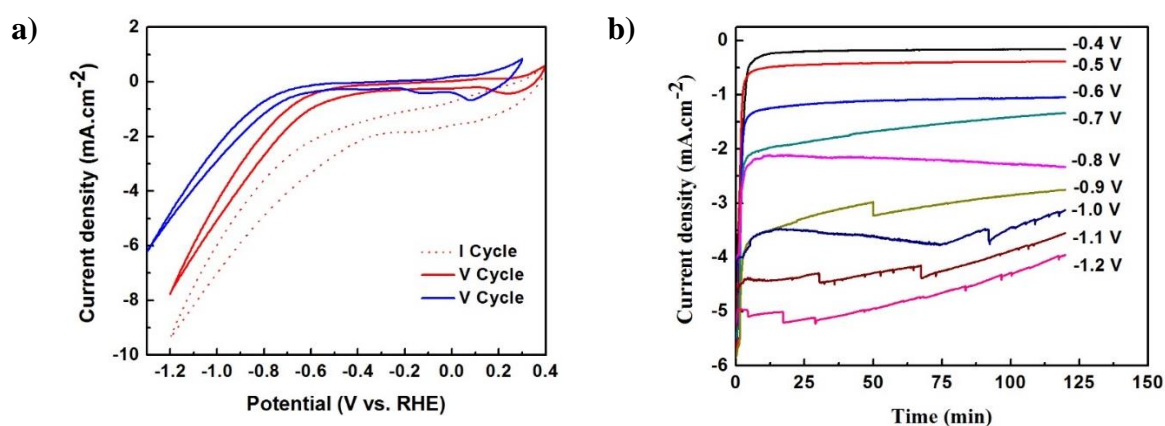 a)
2
0
-2
-4
-6
-8
-10
Current density (mA.cm-2)
I Cycle
V Cycle
V Cycle
-1.2 -1.0 -0.8 -0.6 -0.4 -0.2 0.0 0.2 0.4
Potential (V vs. RHE)
b)
0
-1
-2
-3
-4
-5
-6
Current density (mA.cm-2)
-0.4 V
-0.5 V
-0.6 V
-0.7 V
-0.8 V
-0.9 V
-1.0 V
-1.1 V
-1.2 V
0 25 50 75 100 125 150
Time (min)